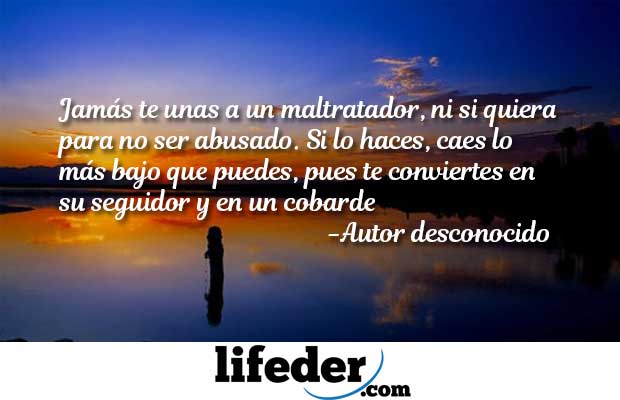 Jamás te unas a un maltratador, ni si quiera
para no ser abusado. Si lo haces, caes lo
más bajo que puedes, pues te conviertes en
su seguidor y en un cobarde
-Autor desconocido
lifeder
.com